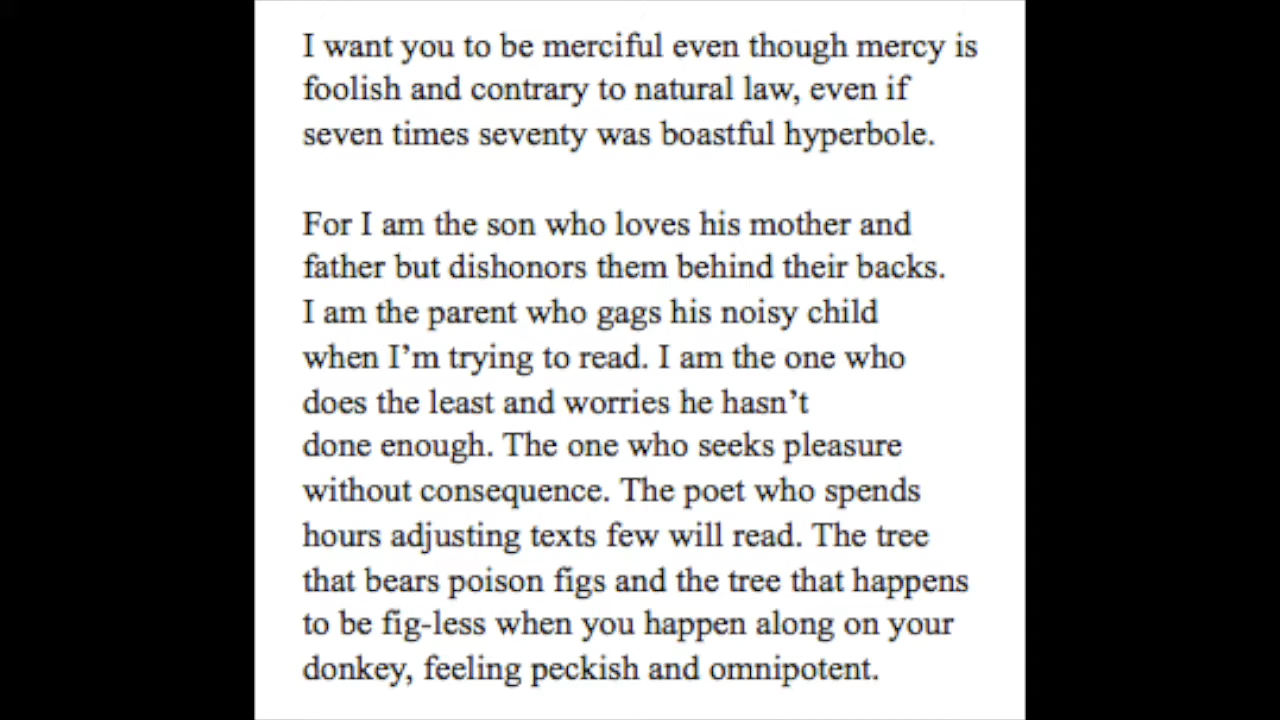 I want you to be merciful even though mercy is
foolish and contrary to natural law, even if
seven times seventy was boastful hyperbole.
For I am the son who loves his mother and
father but dishonors them behind their backs.
I am the parent who gags his noisy child
when I’m trying to read. I am the one who
does the least and worries he hasn’t
done enough. The one who seeks pleasure
without consequence. The poet who spends
hours adjusting texts few will read. The tree
that bears poison figs and the tree that happens
to be fig-less when you happen along on your
donkey, feeling peckish and omnipotent.